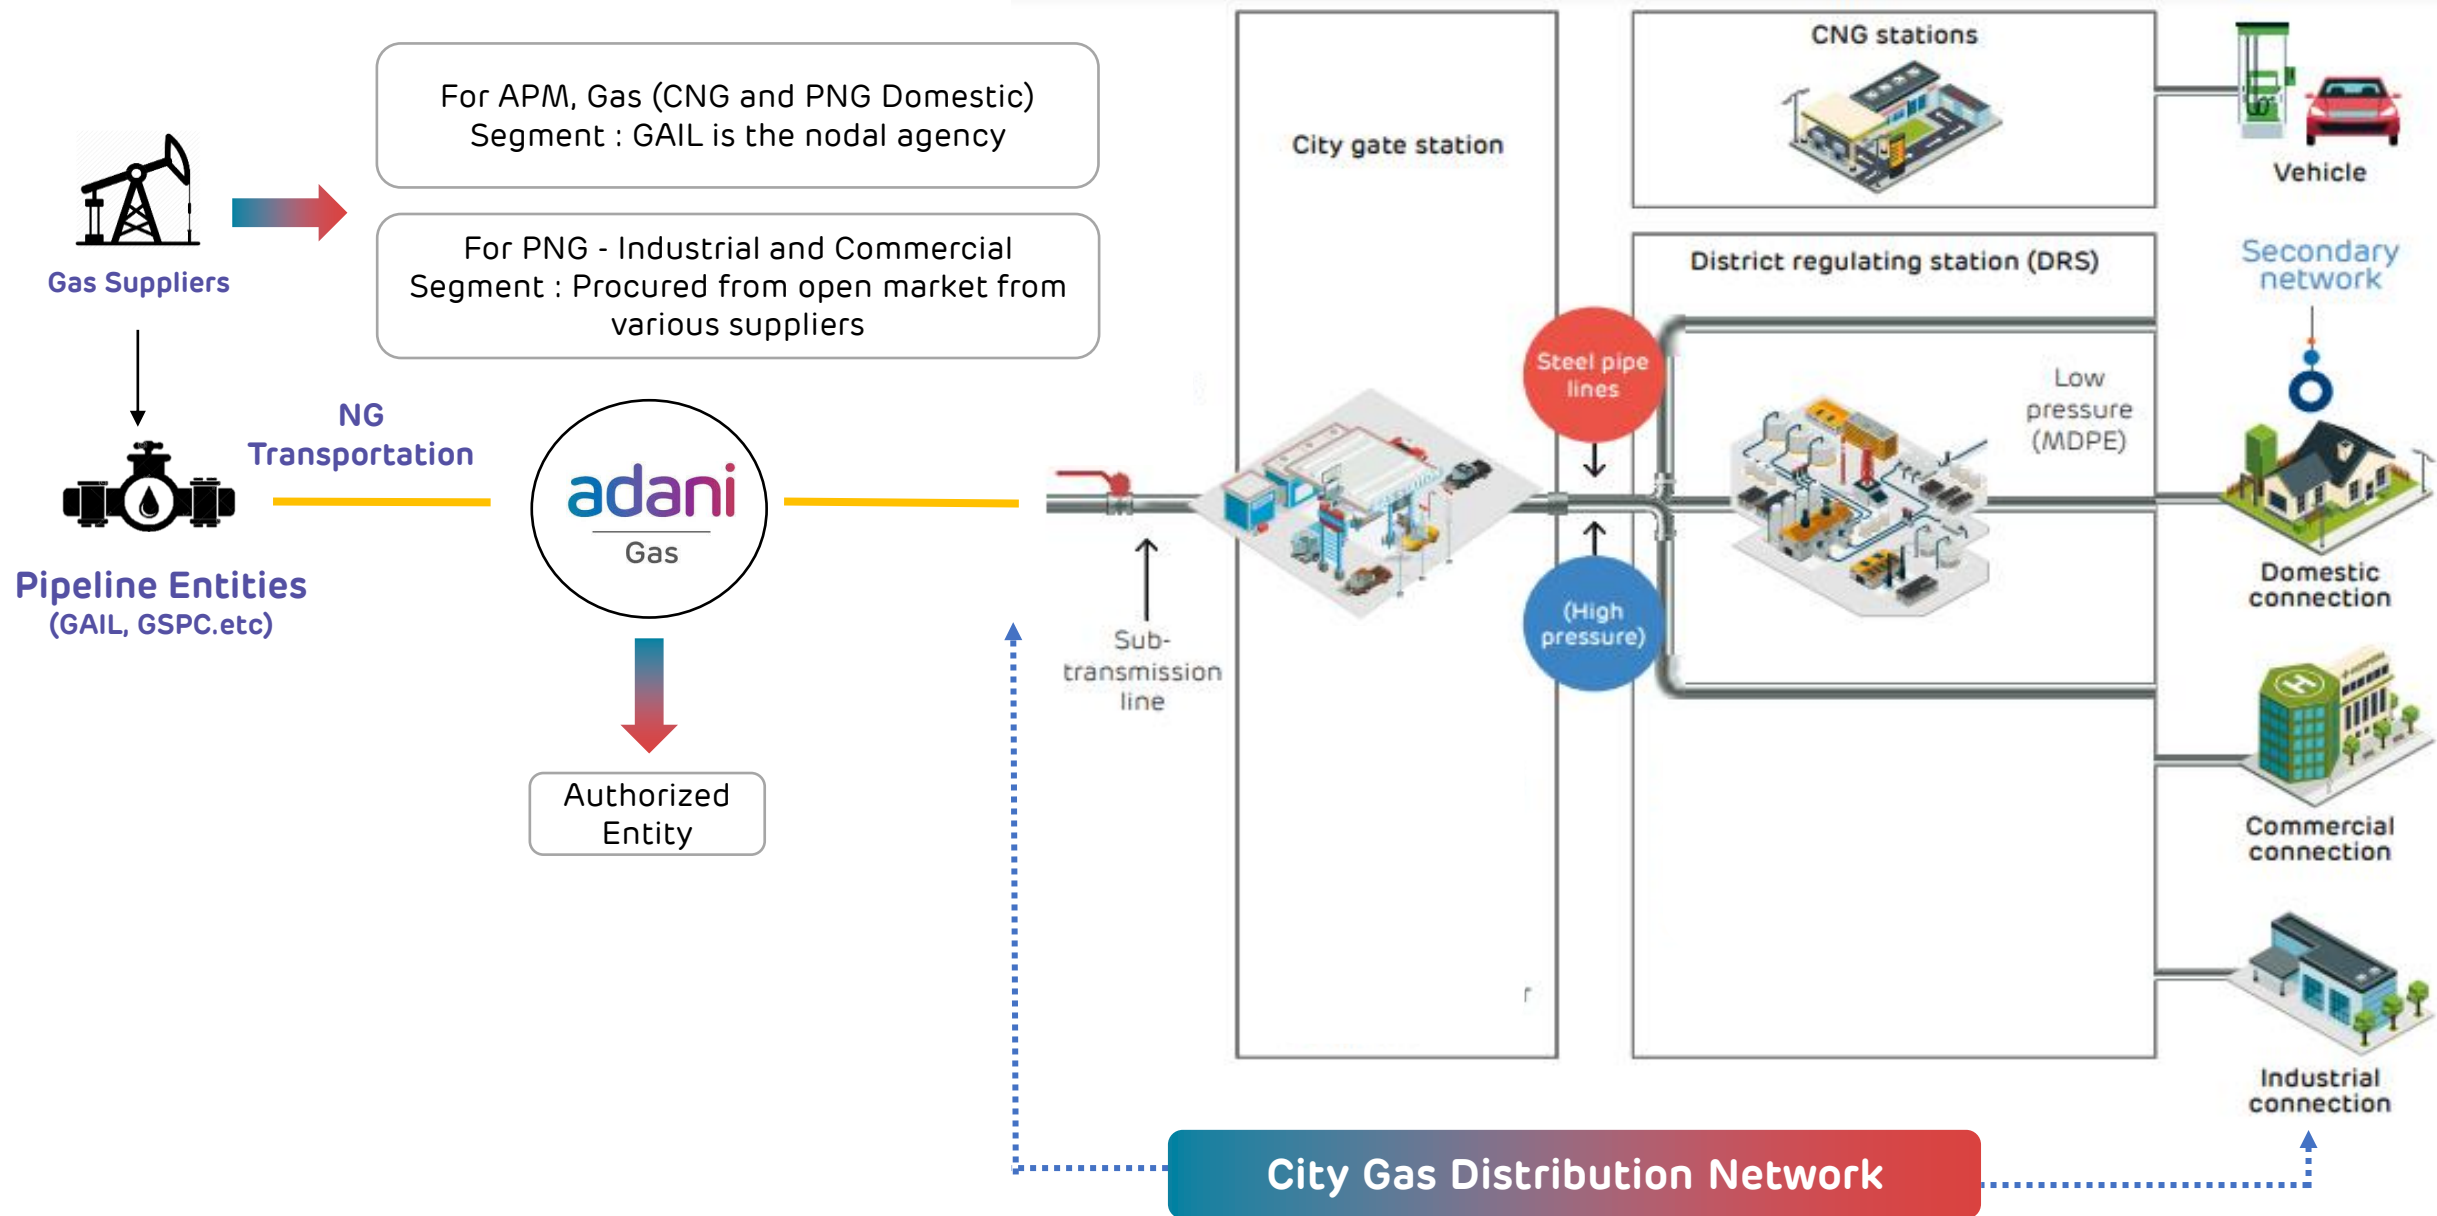 For APM, Gas (CNG and PNG Domestic)
Segment : GAIL is the nodal agency
For PNG - Industrial and Commercial
Segment : Procured from open market from
various suppliers
Gas Suppliers
NG
Transportation
Pipeline Entities
(GAIL, GSPC.etc)
adani
Gas
Authorized
Entity
Sub-
transmission
line
City gate station
Steel pipe
lines
(High
pressure)
CNG stations
District regulating station (DRS)
Low
pressure
(MDPE)
Vehicle
Secondary
network
Domestic
connection
Commercial
connection
Industrial
connection
City Gas Distribution Network